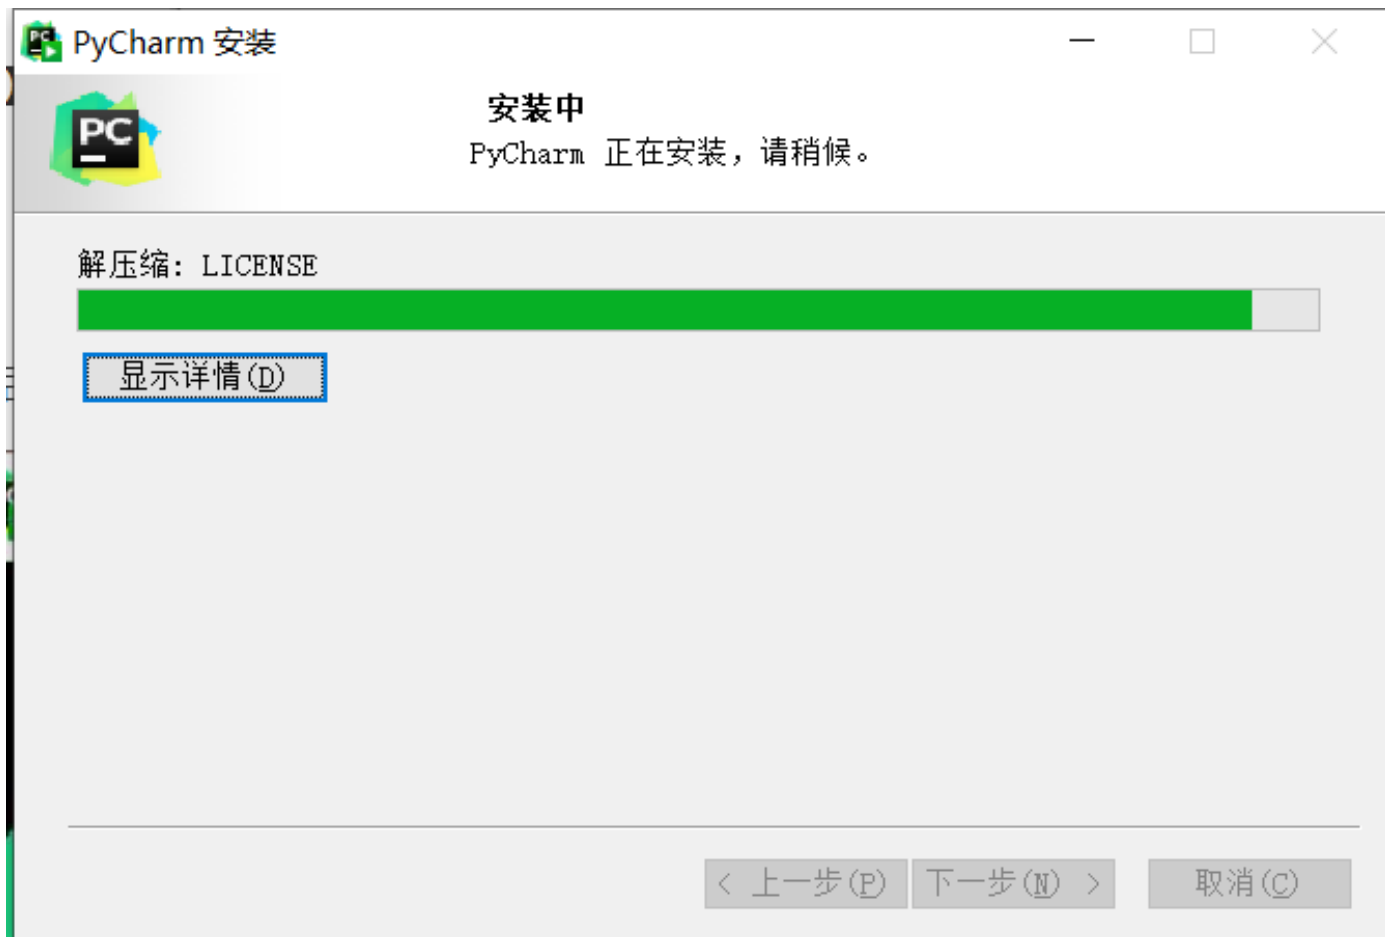 PyCharm 安装
安装中
PyCharm 正在安装，请稍候。
解压缩: LICENSE
显示详情(D)
< 上一步(P) 下一步(N) > 取消(C)